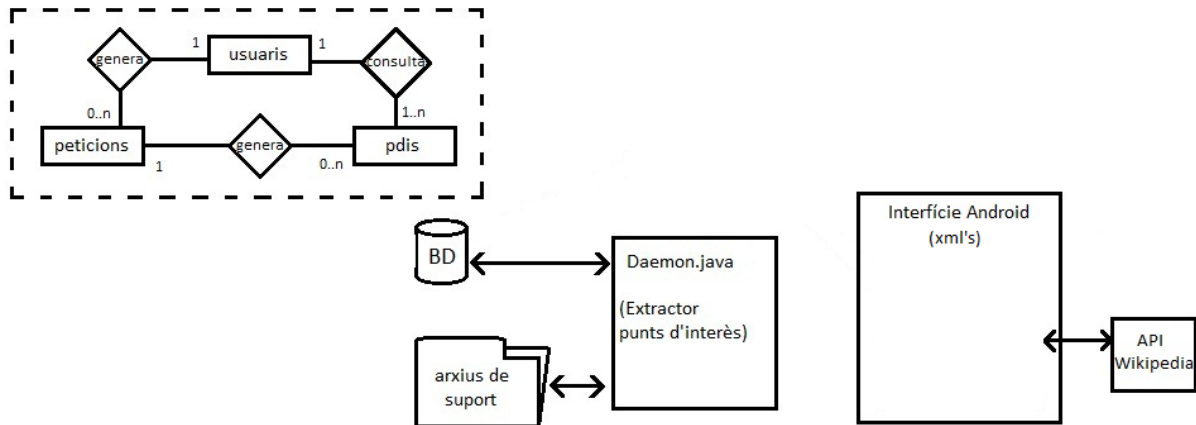 genera
1
usuaris
1
consulta
0..n
1..n
peticions
1
genera
0..n
pdis
BD
Daemon.java
(Extractor
punts d'interès)
arxius de
suport
Interfície Android
(xml's)
API
Wikipedia